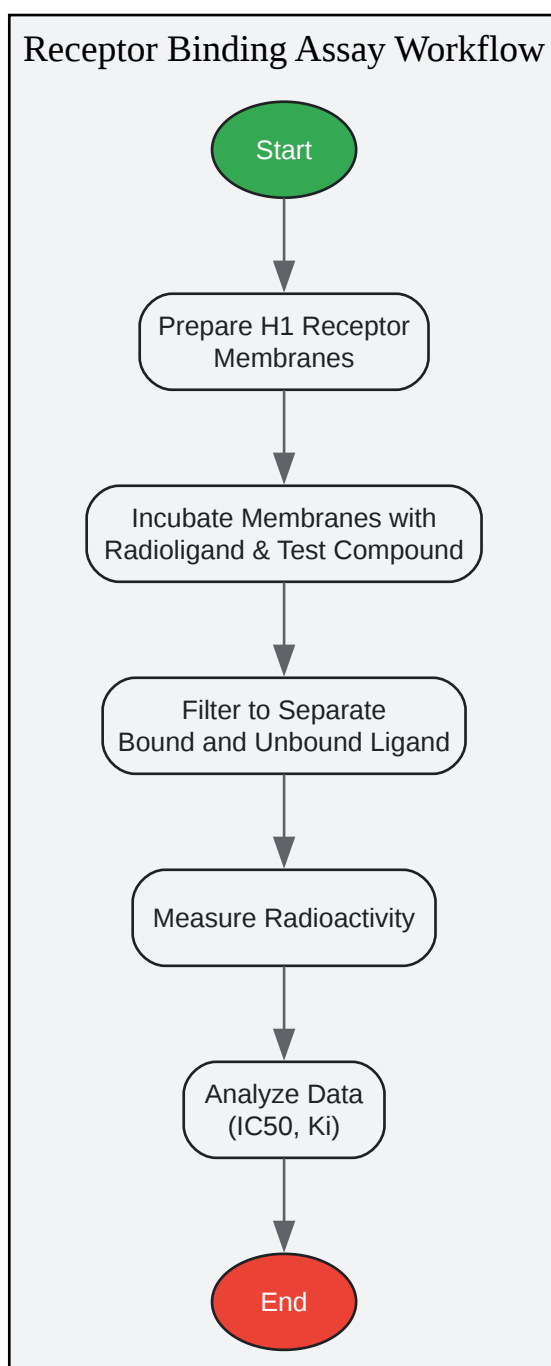 Receptor Binding Assay Workflow
Start
Prepare H1 Receptor
Membranes
Incubate Membranes with
Radioligand & Test Compound
Filter to Separate
Bound and Unbound Ligand
Measure Radioactivity
Analyze Data
(IC50, Ki)
End